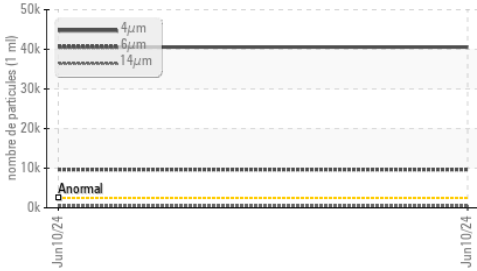 50k
40k
30k
20k
10k
0k
nombre de particules (1 ml)
4μm
6μm
14μm
Anormal
Jun10/24
Jun10/24